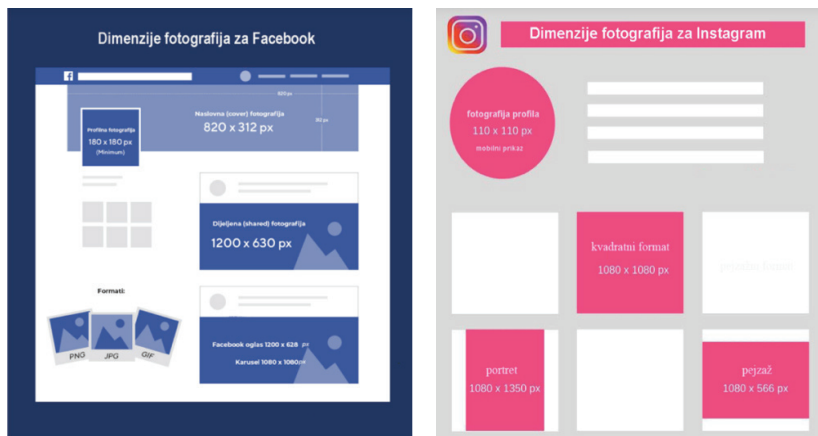 Dimenzije fotografija za Facebook
f
820 px
Naslovna (cover) fotografija
820 x 312 px
Profilna fotografija
180 x 180 px
(Minimum)
Dijeljena (shared) fotografija
1200 x 630 px
Formati:
PNG
JPG
GIF
Facebook oglas 1200 x 628 px
Karusel 1080 x 1080px
Dimenzije fotografija za Instagram
fotografija profila
110 x 110 px
mobilni prikaz
kvadratni format
1080 x 1080 px
portret
1080 x 1350 px
pejzaž
1080 x 566 px